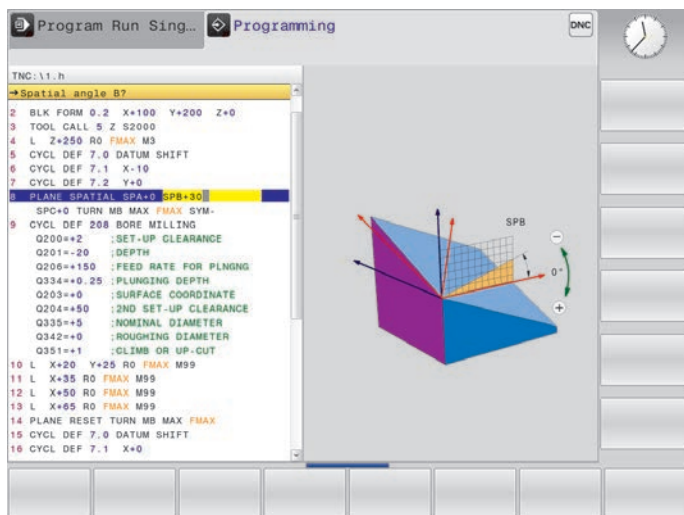 Program Run Sing...
Programming
DNC
TNC:\1.h
→Spatial angle B?
2 BLK FORM 0.2 X+100 Y+200 Z+0
3 TOOL CALL 5 Z S2000
4 L Z+250 R0 FMAX M3
5 CYCL DEF 7.0 DATUM SHIFT
6 CYCL DEF 7.1 X-10
7 CYCL DEF 7.2 Y+0
8 PLANE SPATIAL SPA+0 SPB+30
SPC+0 TURN MB MAX FMAX SYM-
9 CYCL DEF 208 BORE MILLING
Q200=+2 ;SET-UP CLEARANCE
Q201=-20 ;DEPTH
Q206=+150 ;FEED RATE FOR PLNGNG
Q334=+0.25 ;PLUNGING DEPTH
Q203=+0 ;SURFACE COORDINATE
Q204=+50 ;2ND SET-UP CLEARANCE
Q335=+5 ;NOMINAL DIAMETER
Q342=+0 ;ROUGHING DIAMETER
Q351=+1 ;CLIMB OR UP-CUT
10 L X+20 Y+25 R0 FMAX M99
11 L X+35 R0 FMAX M99
12 L X+50 R0 FMAX M99
13 L X+65 R0 FMAX M99
14 PLANE RESET TURN MB MAX FMAX
15 CYCL DEF 7.0 DATUM SHIFT
16 CYCL DEF 7.1 X+0
SPB
−
0°
+